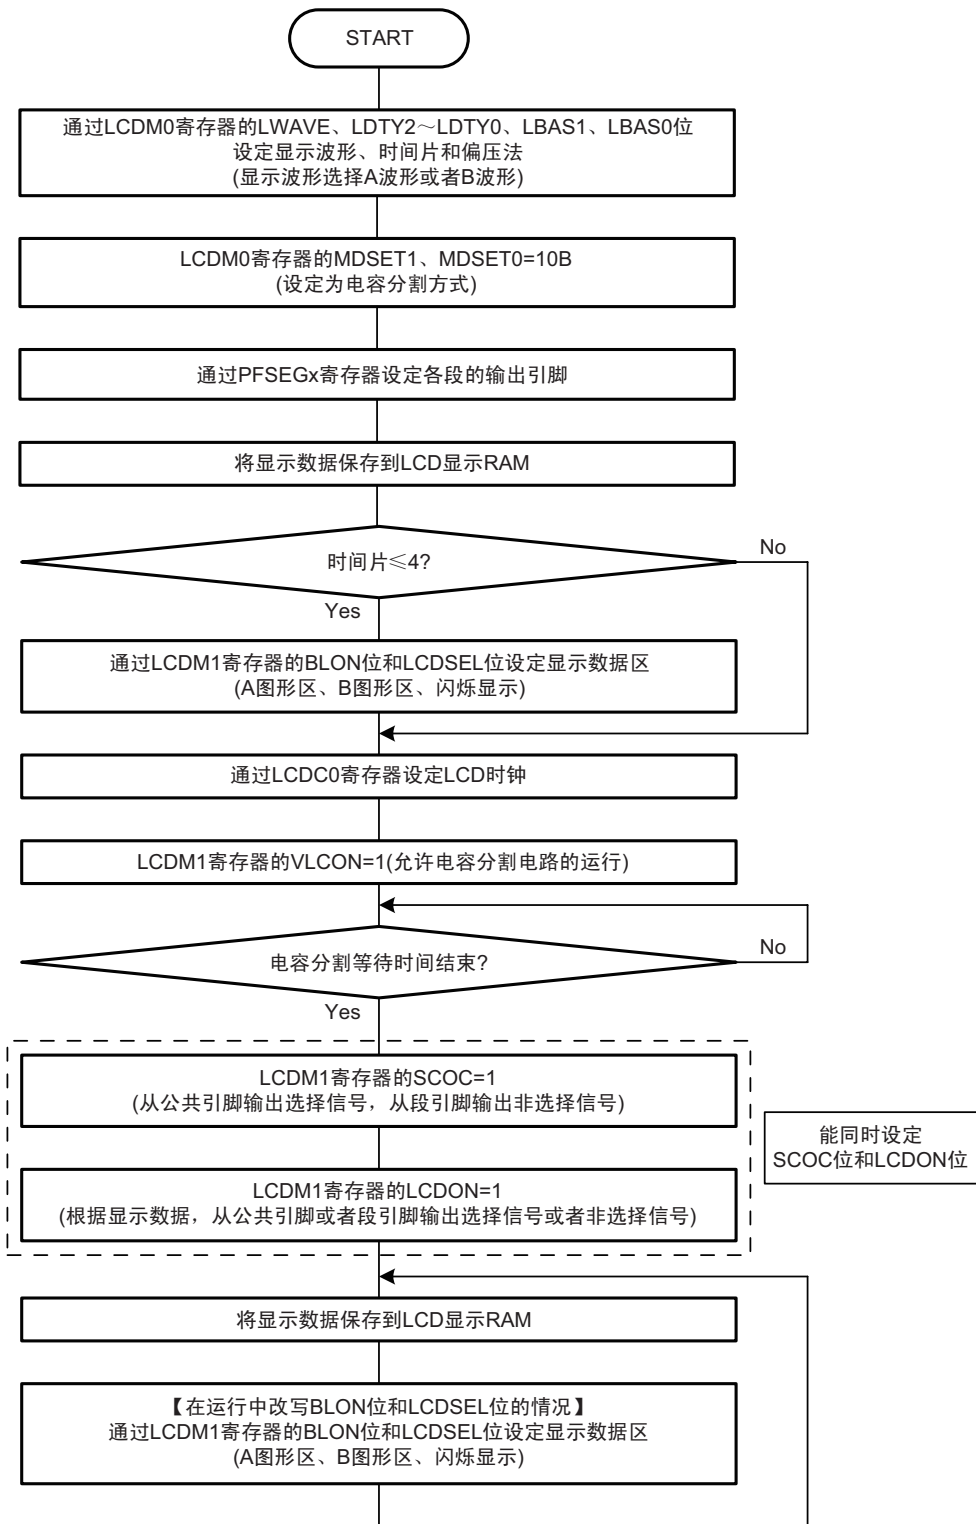 START
通过LCDM0寄存器的LWAVE、LDTY2～LDTY0、LBAS1、LBAS0位
设定显示波形、时间片和偏压法
(显示波形选择A波形或者B波形)
LCDM0寄存器的MDSET1、MDSET0=10B
(设定为电容分割方式)
通过PFSEGx寄存器设定各段的输出引脚
将显示数据保存到LCD显示RAM
时间片≤4?
No
Yes
通过LCDM1寄存器的BLON位和LCDSEL位设定显示数据区
(A图形区、B图形区、闪烁显示)
通过LCDC0寄存器设定LCD时钟
LCDM1寄存器的VLCON=1(允许电容分割电路的运行)
电容分割等待时间结束?
No
Yes
LCDM1寄存器的SCOC=1
(从公共引脚输出选择信号，从段引脚输出非选择信号)
能同时设定
SCOC位和LCDON位
LCDM1寄存器的LCDON=1
(根据显示数据，从公共引脚或者段引脚输出选择信号或者非选择信号)
将显示数据保存到LCD显示RAM
【在运行中改写BLON位和LCDSEL位的情况】
通过LCDM1寄存器的BLON位和LCDSEL位设定显示数据区
(A图形区、B图形区、闪烁显示)